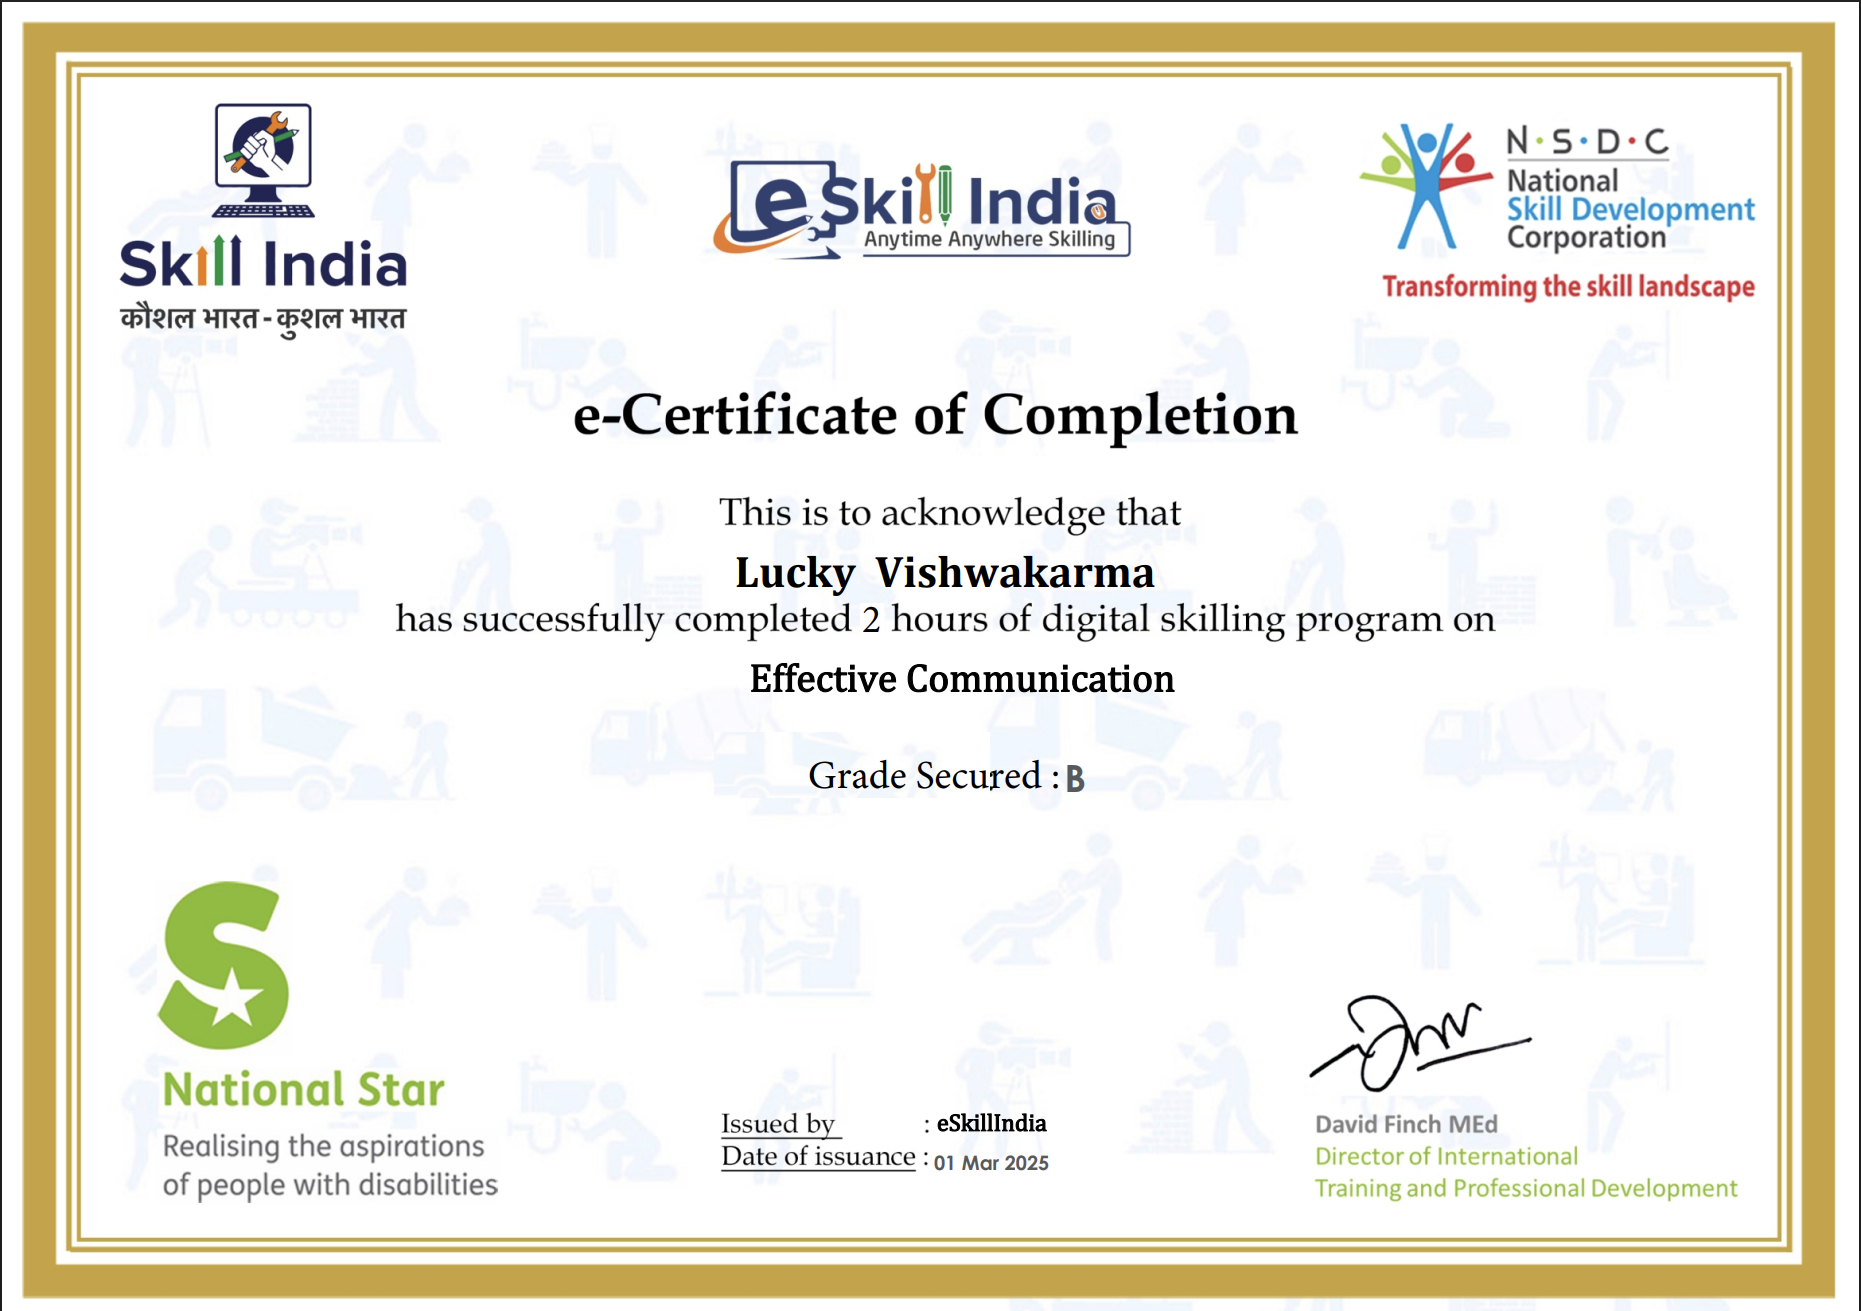 Skill India
कौशल भारत - कुशल भारत
eSkill India
Anytime Anywhere Skilling
N·S·D·C
National
Skill Development
Corporation
Transforming the skill landscape
e-Certificate of Completion
This is to acknowledge that
Lucky Vishwakarma
has successfully completed 2 hours of digital skilling program on
Effective Communication
Grade Secured : B
National Star
Realising the aspirations
of people with disabilities
Issued by : eSkillIndia
Date of issuance : 01 Mar 2025
David Finch MEd
Director of International
Training and Professional Development